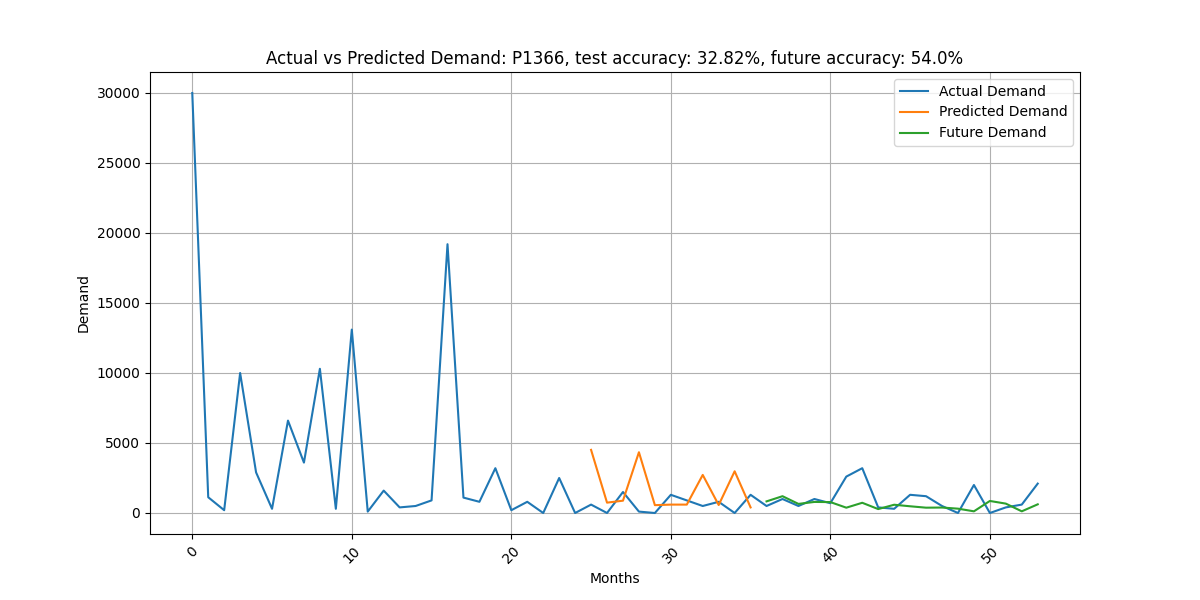 Actual vs Predicted Demand: P1366, test accuracy: 32.82%, future accuracy: 54.0%
Actual Demand
Predicted Demand
Future Demand
30000
25000
20000
15000
10000
5000
0
Demand
0
10
20
30
40
50
Months